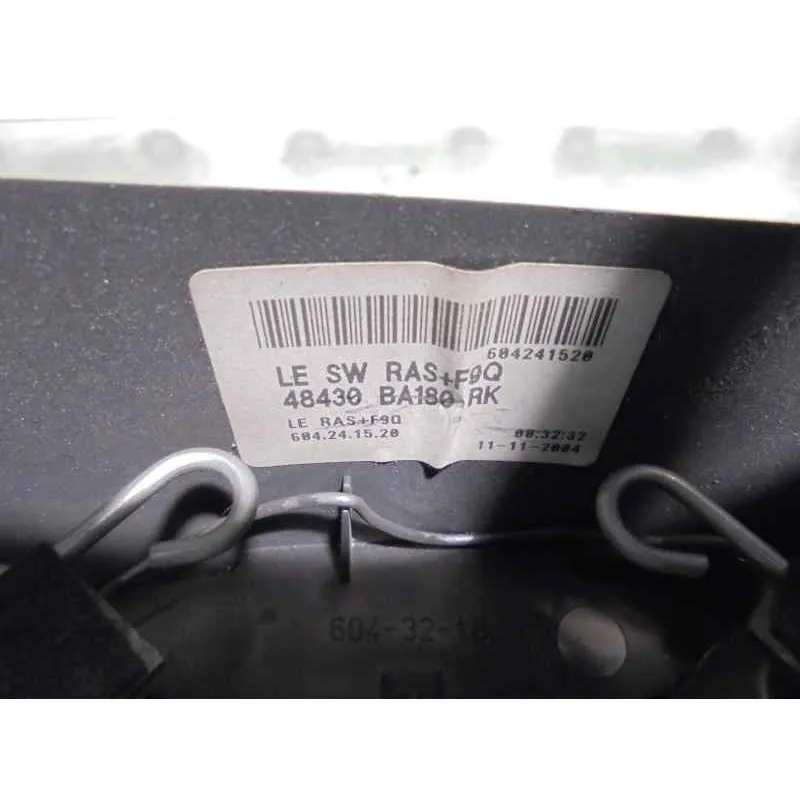 604241520
LE SW RAS+F9Q
48430 BA180 RK
LE RAS+F9Q
604.24.15.20
00:32:32
11-11-2004
604-32-10